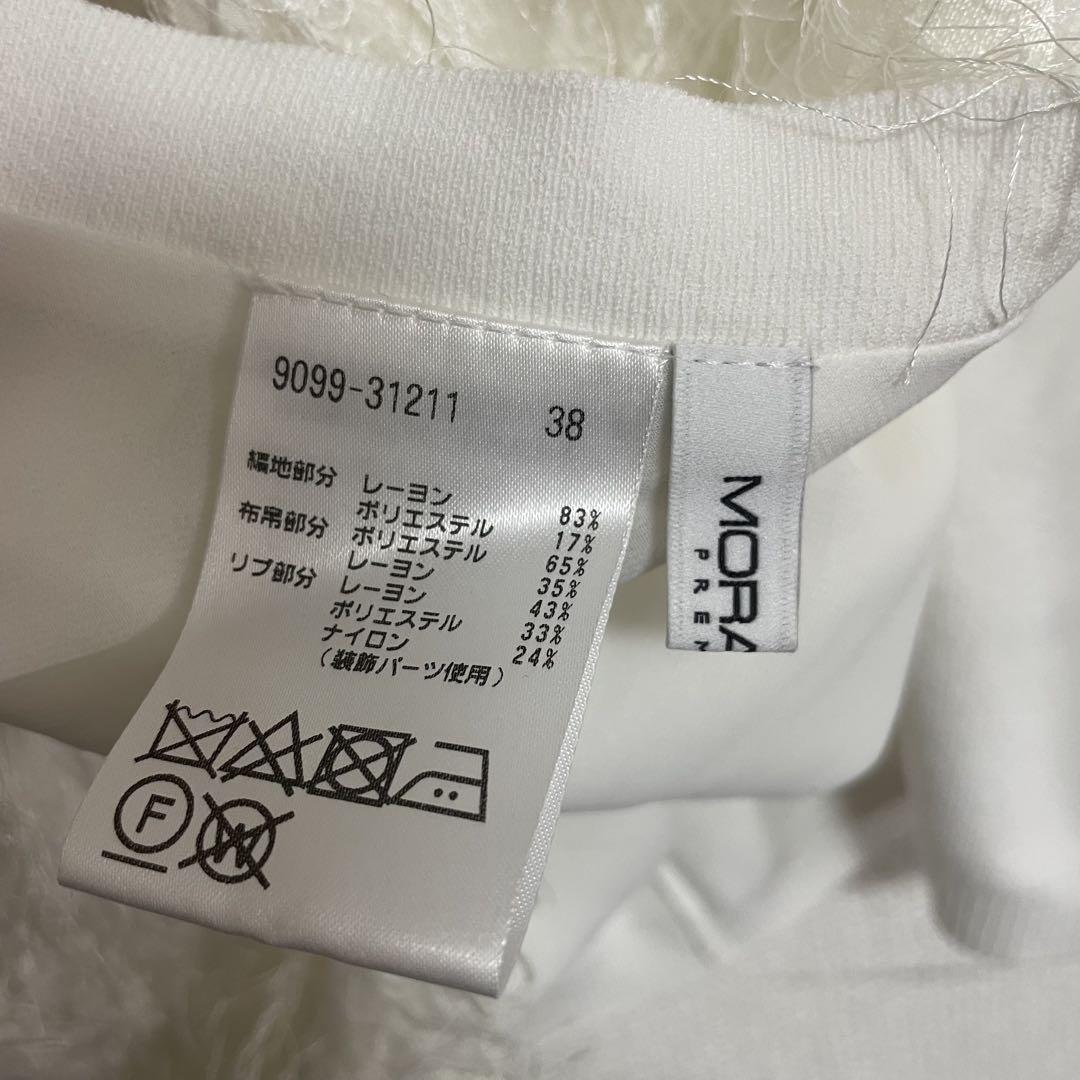 9099-31211 38
編地部分 レーヨン 83%
ポリエステル 17%
布帛部分 ポリエステル 65%
レーヨン 35%
リブ部分 レーヨン 43%
ポリエステル 33%
ナイロン 24%
(装飾パーツ使用)
F
W
MORA
PRE